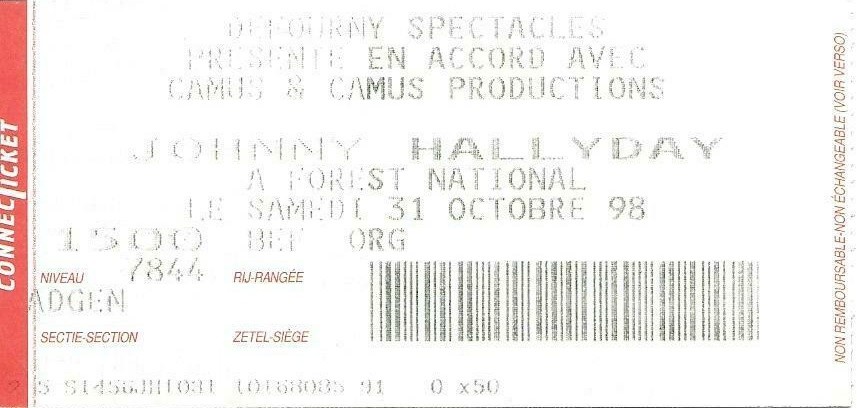 DEFOURNY SPECTACLES
PRESENTE EN ACCORD AVEC
CAMUS & CAMUS PRODUCTIONS
JOHNNY HALLYDAY
A FOREST NATIONAL
LE SAMEDI 31 OCTOBRE 98
1500 BEF ORG
7844
NIVEAU
RIJ-RANGÉE
ADGEN
SECTIE-SECTION
ZETEL-SIÈGE
S S1456JH1031 10168085 91 0 x50
CONNECTICKET
NON REMBOURSABLE-NON ÉCHANGEABLE (VOIR VERSO)